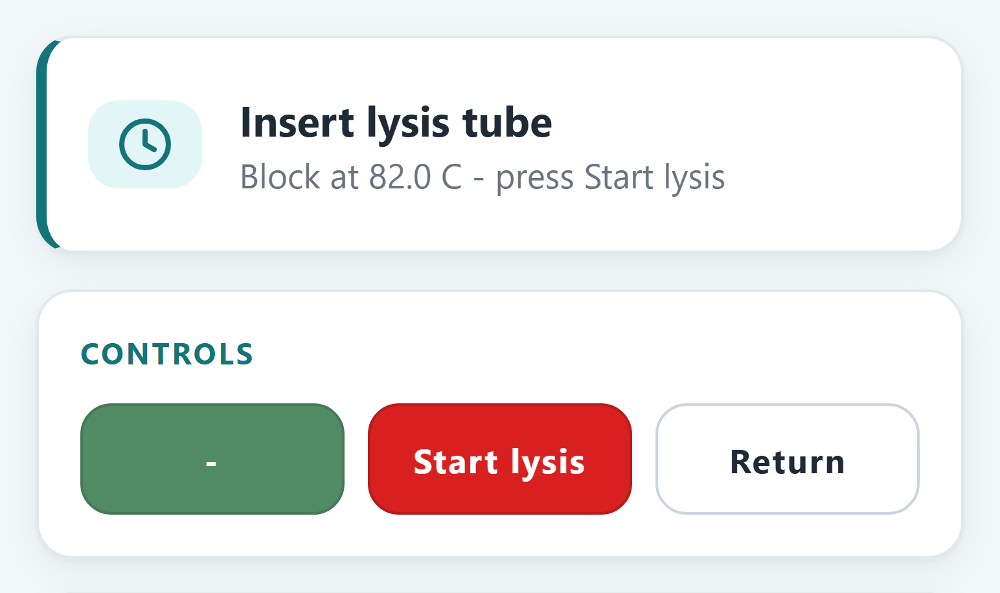 Insert lysis tube
Block at 82.0 C - press Start lysis
CONTROLS
-
Start lysis
Return